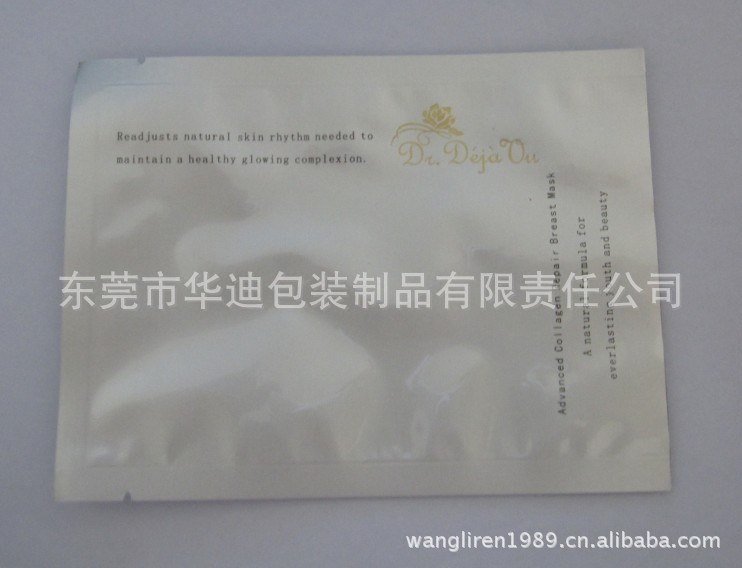 Readjusts natural skin rhythm needed to
maintain a healthy glowing complexion.
Dr. Déjà Vu
Advanced Collagen Repair Breast Mask
A natural formula for
everlasting youth and beauty
东莞市华迪包装制品有限责任公司
wangliren1989.cn.alibaba.com